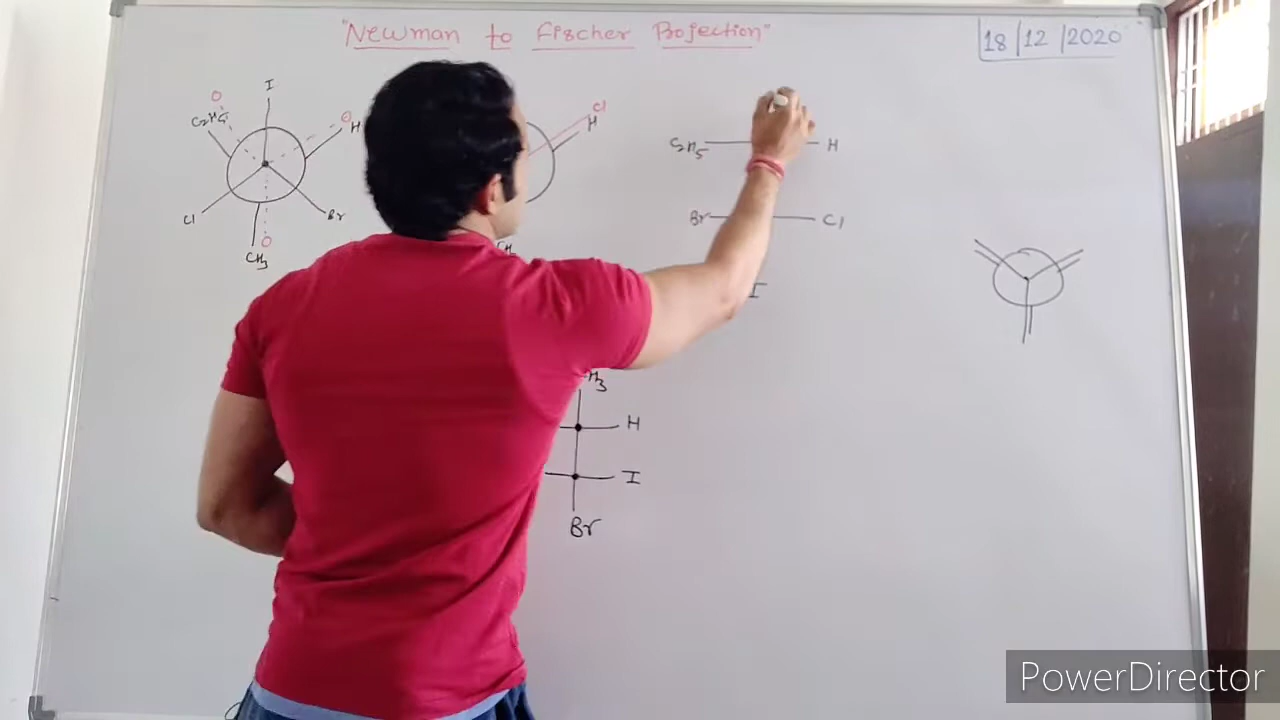 "Newman to Fischer Projection"
18/12/2020
I
O
C2H5
O
H
Cl
Br
O
CH3
Cl
H
C2H5
H
Br
Cl
I
H
I
Br
PowerDirector